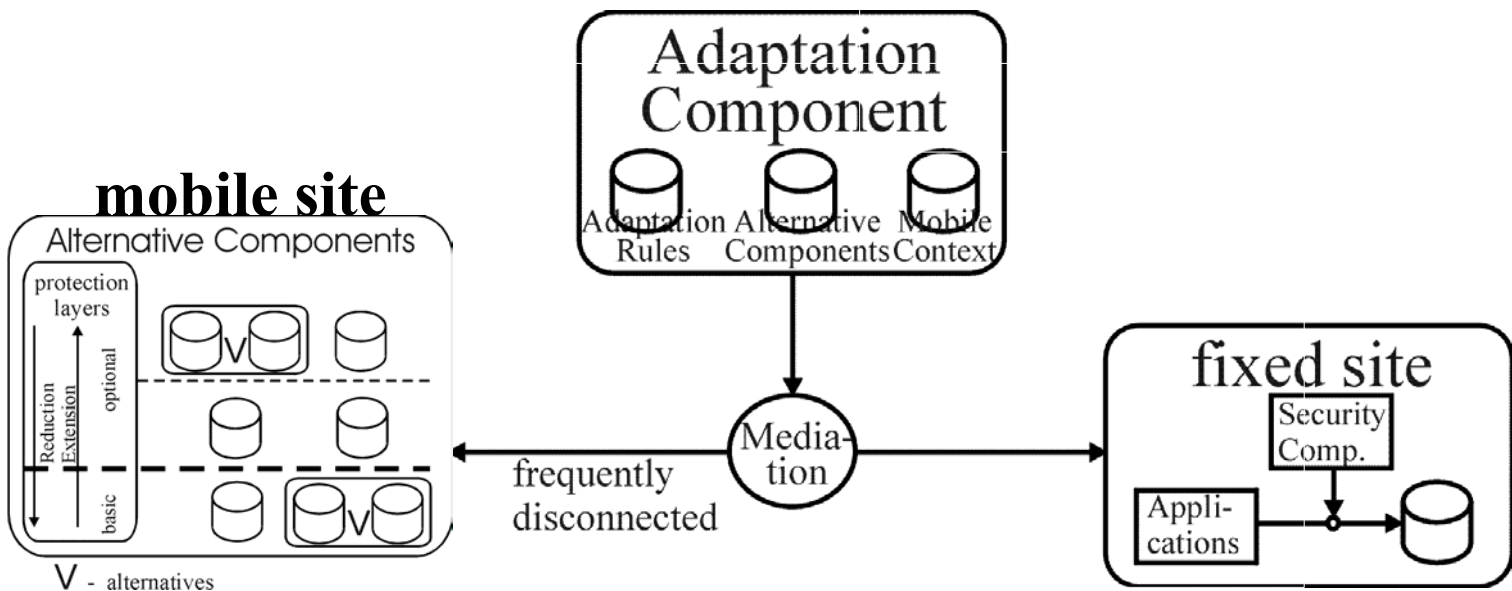 Adaptation
Component
Adaptation Alternative Mobile
Rules Components Context
mobile site
Alternative Components
protection
layers
Reduction
Extension
optional
basic
V
V
V - alternatives
frequently
disconnected
Media-
tion
fixed site
Security
Comp.
Appli-
cations